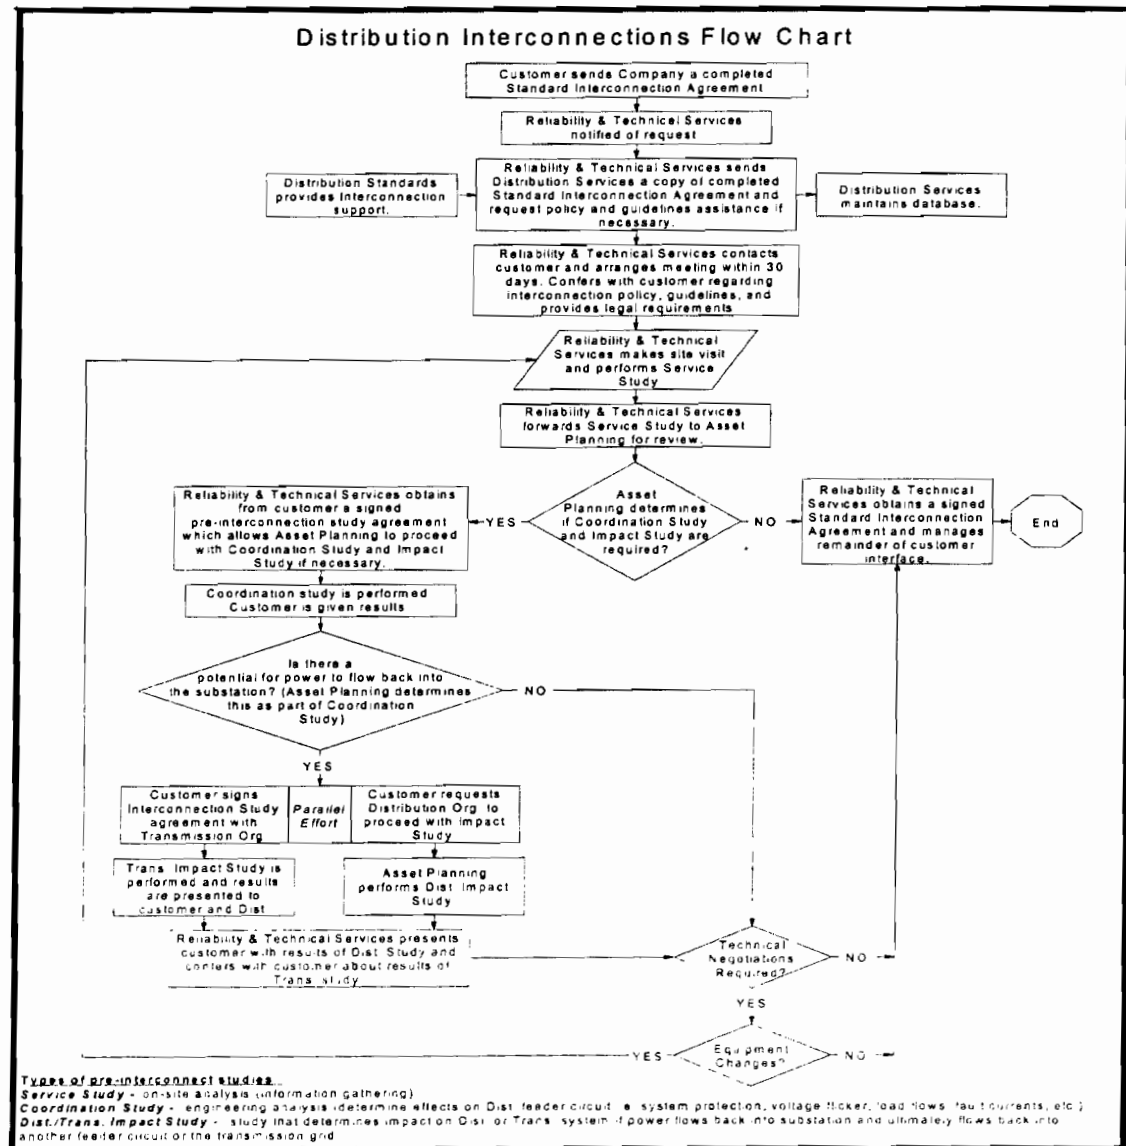 Distribution Interconnections Flow Chart
Customer sends Company a completed
Standard Interconnection Agreement
Reliability & Technical Services
notified of request
Distribution Standards
provides Interconnection
support.
Reliability & Technical Services sends
Distribution Services a copy of completed
Standard Interconnection Agreement and
request policy and guidelines assistance if
necessary.
Distribution Services
maintains database.
Reliability & Technical Services contacts
customer and arranges meeting within 30
days. Confers with customer regarding
interconnection policy, guidelines, and
provides legal requirements
Reliability & Technical
Services makes site visit
and performs Service
Study
Reliability & Technical Services
forwards Service Study to Asset
Planning for review.
Asset
Planning determines
if Coordination Study
and Impact Study are
required?
YES
NO
Reliability & Technical Services obtains
from customer a signed
pre-interconnection study agreement
which allows Asset Planning to proceed
with Coordination Study and Impact
Study if necessary.
Reliability & Technical
Services obtains a signed
Standard Interconnection
Agreement and manages
remainder of customer
interface.
End
Coordination study is performed
Customer is given results
Is there a
potential for power to flow back into
the substation? (Asset Planning determines
this as part of Coordination
Study)
NO
YES
Customer signs
Interconnection Study
agreement with
Transmission Org
Parallel
Effort
Customer requests
Distribution Org to
proceed with Impact
Study
Trans. Impact Study is
performed and results
are presented to
customer and Dist
Asset Planning
performs Dist Impact
Study
Reliability & Technical Services presents
customer with results of Dist. Study and
confers with customer about results of
Trans study
Technical
Negotiations
Required?
NO
YES
Equipment
Changes?
YES
NO
Types of pre-interconnect studies
Service Study - on-site analysis (information gathering)
Coordination Study - engineering analysis (determine effects on Dist feeder circuit system protection, voltage flicker, load flows, fault currents, etc.)
Dist./Trans. Impact Study - study that determines impact on Dist or Trans system if power flows back into substation and ultimately flows back into
another feeder circuit or the transmission grid